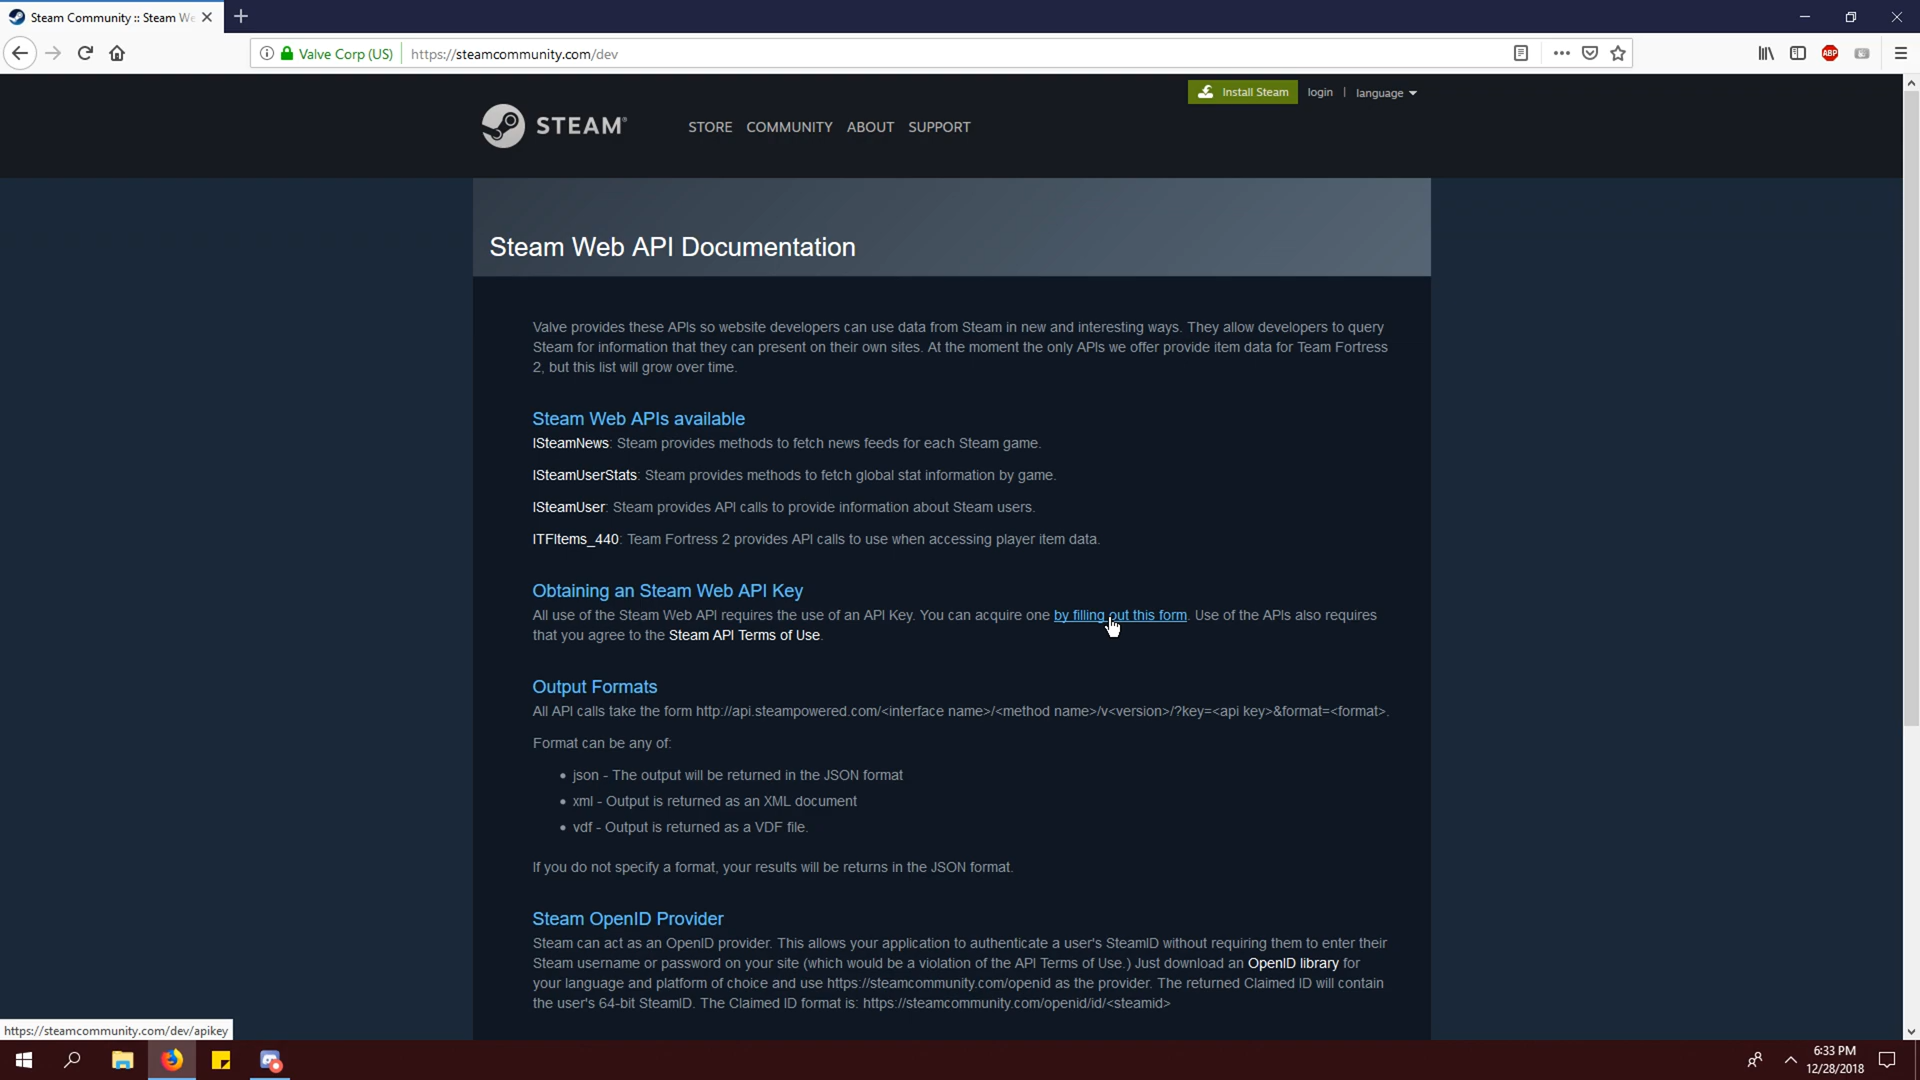 Steam Community :: Steam We
Valve Corp (US) https://steamcommunity.com/dev
ABP
Install Steam login | language
STEAM® STORE COMMUNITY ABOUT SUPPORT
Steam Web API Documentation
Valve provides these APIs so website developers can use data from Steam in new and interesting ways. They allow developers to query
Steam for information that they can present on their own sites. At the moment the only APIs we offer provide item data for Team Fortress
2, but this list will grow over time.
Steam Web APIs available
ISteamNews: Steam provides methods to fetch news feeds for each Steam game.
ISteamUserStats: Steam provides methods to fetch global stat information by game.
ISteamUser: Steam provides API calls to provide information about Steam users.
ITFItems_440: Team Fortress 2 provides API calls to use when accessing player item data.
Obtaining an Steam Web API Key
All use of the Steam Web API requires the use of an API Key. You can acquire one by filling out this form. Use of the APIs also requires
that you agree to the Steam API Terms of Use.
Output Formats
All API calls take the form http://api.steampowered.com/<interface name>/<method name>/v<version>/?key=<api key>&format=<format>.
Format can be any of:
• json - The output will be returned in the JSON format
• xml - Output is returned as an XML document
• vdf - Output is returned as a VDF file.
If you do not specify a format, your results will be returns in the JSON format.
Steam OpenID Provider
Steam can act as an OpenID provider. This allows your application to authenticate a user's SteamID without requiring them to enter their
Steam username or password on your site (which would be a violation of the API Terms of Use.) Just download an OpenID library for
your language and platform of choice and use https://steamcommunity.com/openid as the provider. The returned Claimed ID will contain
the user's 64-bit SteamID. The Claimed ID format is: https://steamcommunity.com/openid/id/<steamid>
https://steamcommunity.com/dev/apikey
6:33 PM
12/28/2018